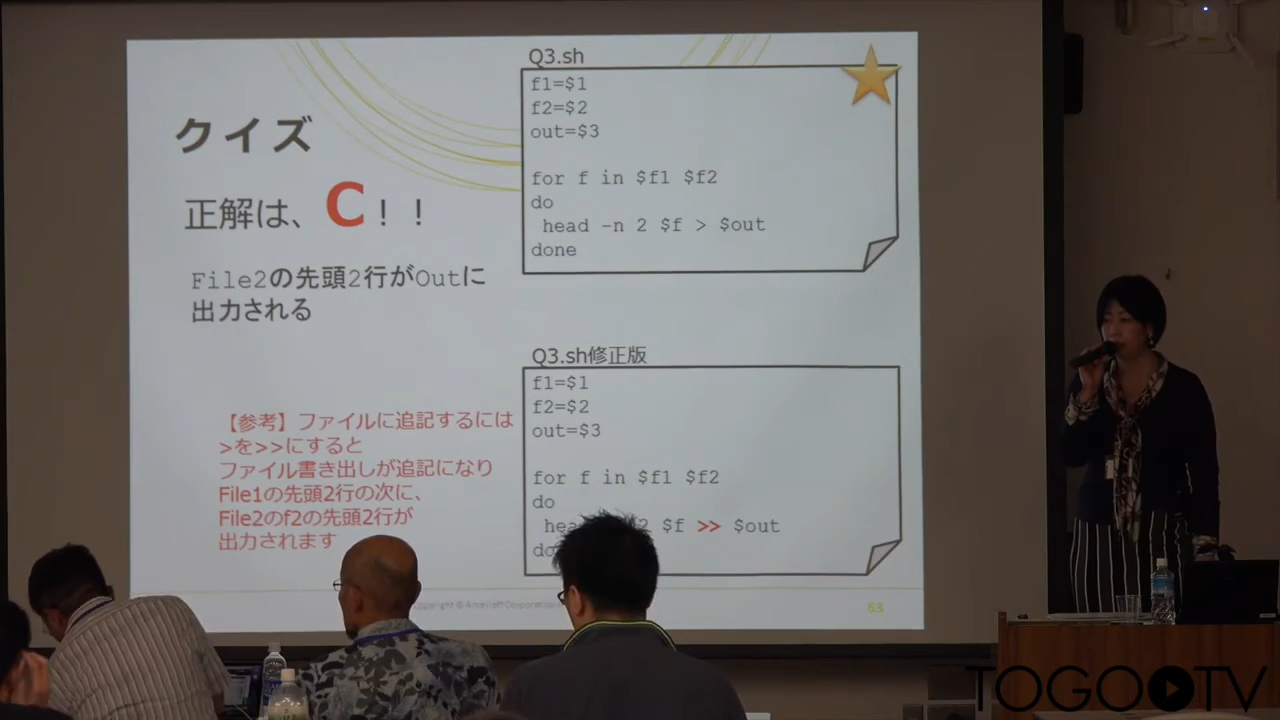 クイズ
正解は、C！！
File2の先頭2行がOutに
出力される
【参考】ファイルに追記するには
>を>>にすると
ファイル書き出しが追記になり
File1の先頭2行の次に、
File2のf2の先頭2行が
出力されます
Q3.sh
f1=$1
f2=$2
out=$3
for f in $f1 $f2
do
head -n 2 $f > $out
done
Q3.sh修正版
f1=$1
f2=$2
out=$3
for f in $f1 $f2
do
hea 2 $f >> $out
do
Copyright © Amelieff Corporation
63
TOGOTV